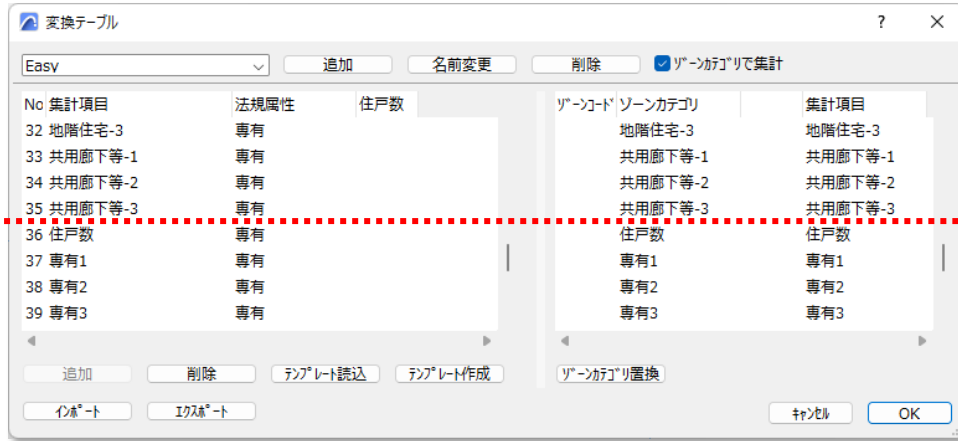 変換テーブル ?
Easy 追加 名前変更 削除 ｿﾞｰﾝｶﾃｺﾞﾘで集計
No 集計項目 法規属性 住戸数 ｿﾞｰﾝｺｰﾄﾞ ゾーンカテゴリ 集計項目
32 地階住宅-3 専有 地階住宅-3 地階住宅-3
33 共用廊下等-1 専有 共用廊下等-1 共用廊下等-1
34 共用廊下等-2 専有 共用廊下等-2 共用廊下等-2
35 共用廊下等-3 専有 共用廊下等-3 共用廊下等-3
36 住戸数 専有 住戸数 住戸数
37 専有1 専有 専有1 専有1
38 専有2 専有 専有2 専有2
39 専有3 専有 専有3 専有3
追加 削除 ﾃﾝﾌﾟﾚｰﾄ読込 ﾃﾝﾌﾟﾚｰﾄ作成 ｿﾞｰﾝｶﾃｺﾞﾘ置換
ｲﾝﾎﾟｰﾄ ｴｸｽﾎﾟｰﾄ ｷｬﾝｾﾙ OK